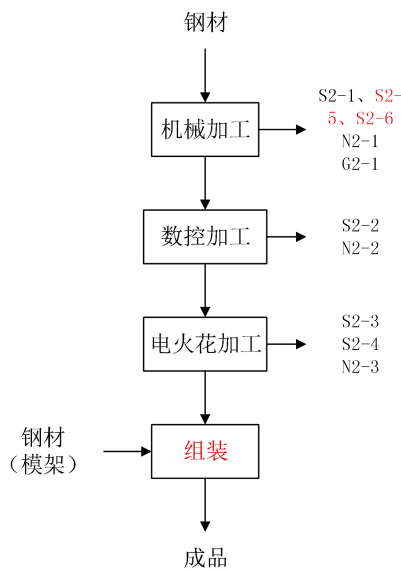 钢材
机械加工
S2-1、S2-
5、S2-6
N2-1
G2-1
数控加工
S2-2
N2-2
电火花加工
S2-3
S2-4
N2-3
钢材
（模架）
组装
成品